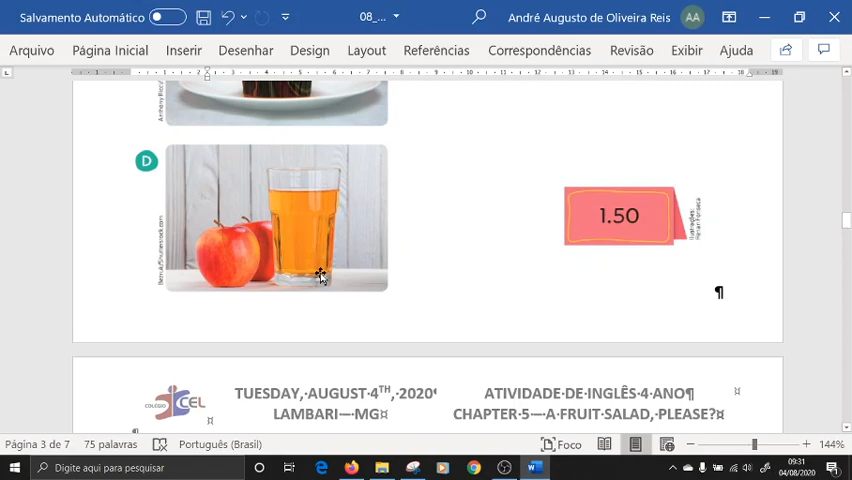 Salvamento Automático
08_...
André Augusto de Oliveira Reis
AA
Arquivo
Página Inicial
Inserir
Desenhar
Design
Layout
Referências
Correspondências
Revisão
Exibir
Ajuda
D
1.50
¶
COLÉGIO CEL
TUESDAY,·AUGUST·4TH,·2020¶
LAMBARI—·MG¤
ATIVIDADE·DE·INGLÊS·4·ANO¶
CHAPTER·5·—·A·FRUIT·SALAD,·PLEASE?¤
Página 3 de 7
75 palavras
Português (Brasil)
Foco
144%
Digite aqui para pesquisar
09:31
04/08/2020